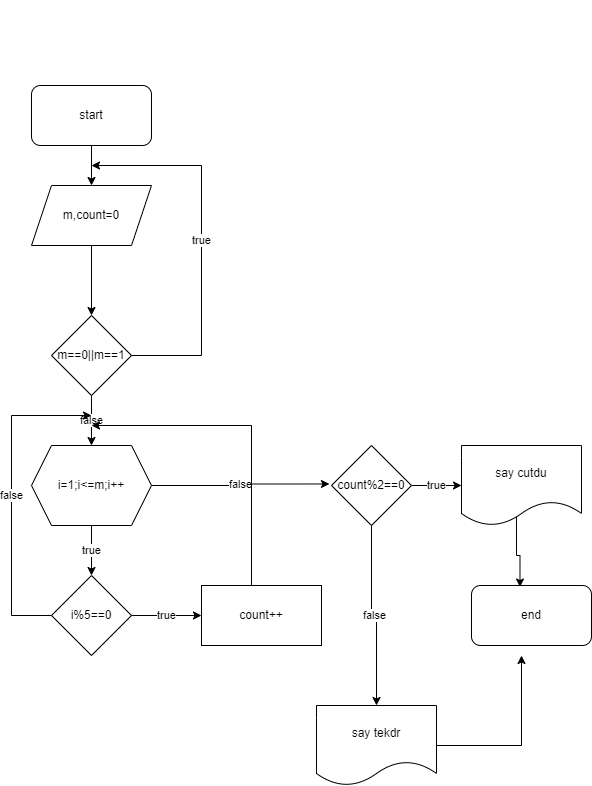 start
m,count=0
true
m==0||m==1
false
i=1;i<=m;i++
false
count%2==0
true
say cutdu
false
true
i%5==0
true
count++
false
end
say tekdr